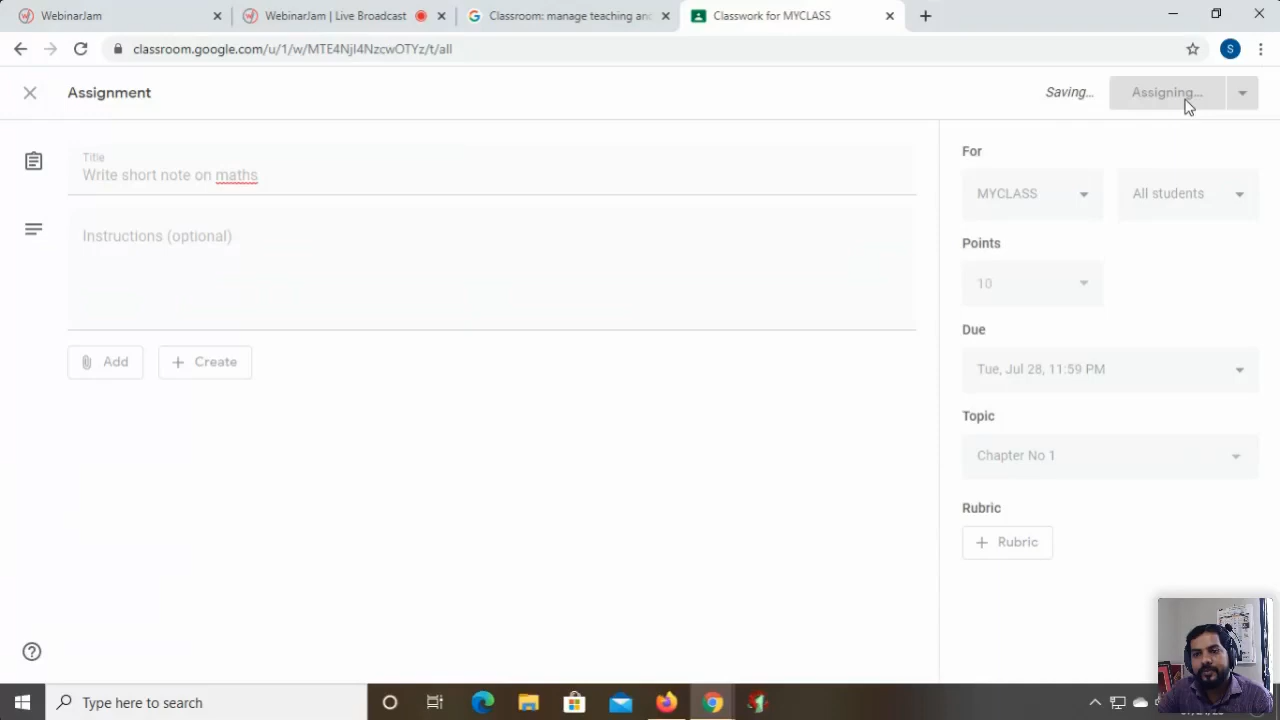 WebinarJam
WebinarJam | Live Broadcast
Classroom: manage teaching and
Classwork for MYCLASS
classroom.google.com/u/1/w/MTE4NjI4NzcwOTYz/t/all
S
Assignment
Saving...
Assigning...
Title
Write short note on maths
Instructions (optional)
Add
Create
For
MYCLASS
All students
Points
10
Due
Tue, Jul 28, 11:59 PM
Topic
Chapter No 1
Rubric
Rubric
Type here to search